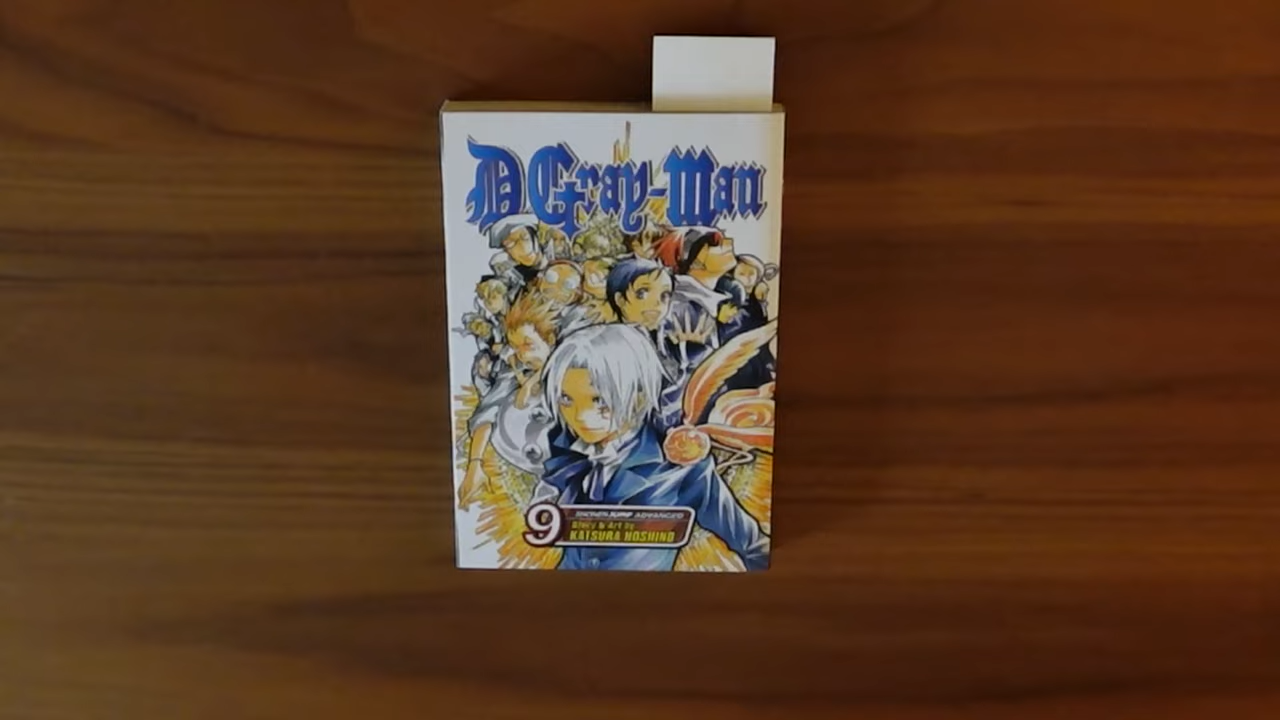 D Gray-Man
9
SHONEN JUMP ADVANCED
Story & Art by
KATSURA HOSHINO